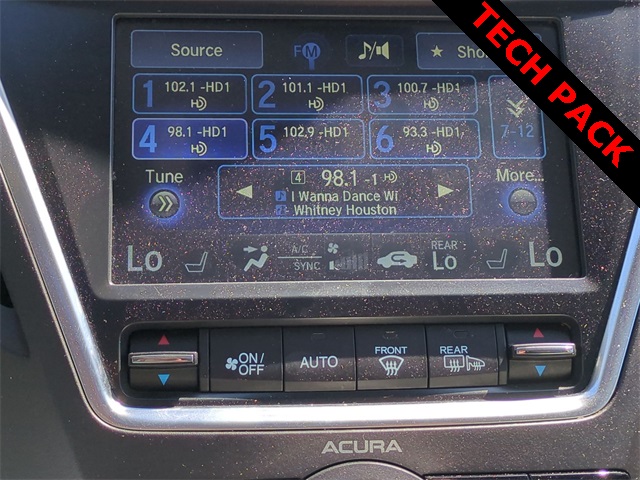 TECH PACK
Source
FM
1 102.1 -HD1
2 101.1 -HD1
3 100.7 -HD1
4 98.1 -HD1
5 102.9 -HD1
6 93.3 -HD1
7-12
Tune
More...
4 98.1 -1
I Wanna Dance Wi
Whitney Houston
Lo
A/C
SYNC
REAR
Lo
Lo
ON/
OFF
AUTO
FRONT
REAR
ACURA